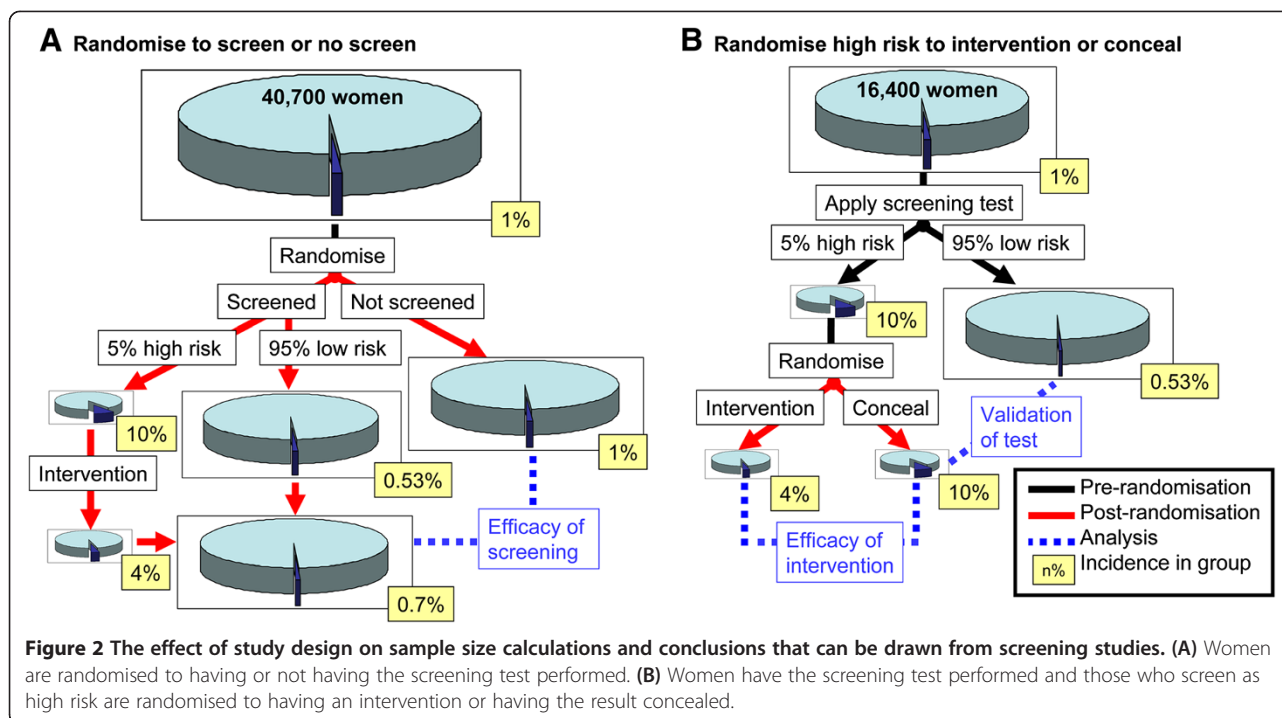 A Randomise to screen or no screen
40,700 women
1%
Randomise
Screened
Not screened
5% high risk
95% low risk
10%
Intervention
0.53%
1%
4%
0.7%
Efficacy of
screening
B Randomise high risk to intervention or conceal
16,400 women
1%
Apply screening test
5% high risk
95% low risk
10%
Randomise
0.53%
Intervention
Conceal
Validation
of test
4%
10%
Efficacy of
intervention
Pre-randomisation
Post-randomisation
Analysis
n% Incidence in group
Figure 2 The effect of study design on sample size calculations and conclusions that can be drawn from screening studies. (A) Women
are randomised to having or not having the screening test performed. (B) Women have the screening test performed and those who screen as
high risk are randomised to having an intervention or having the result concealed.